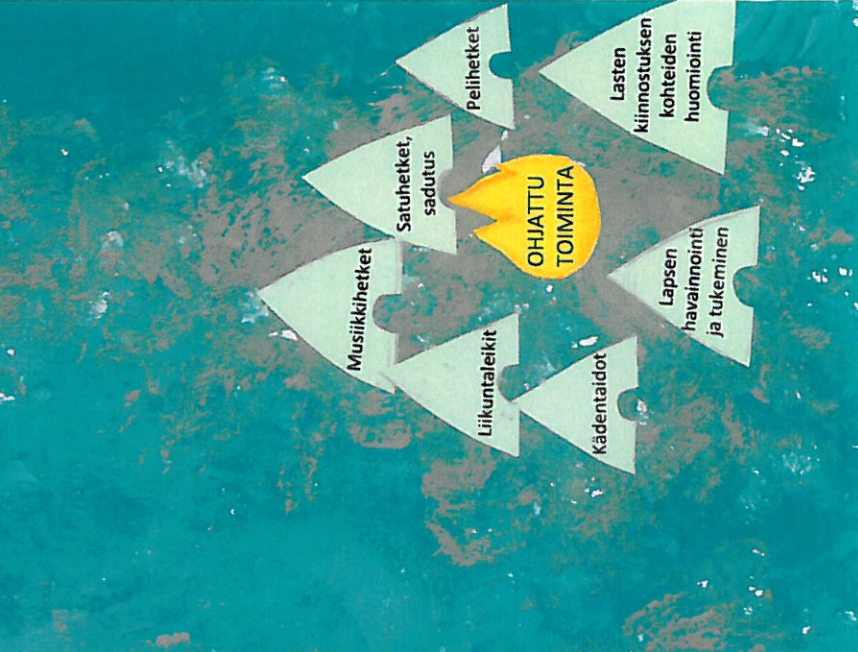 Musiikkihetket
Satuhetket,
sadutus
Pelihetket
Liikuntaleikit
OHJATTU
TOIMINTA
Kädentaidot
Lasten
kiinnostuksen
kohteiden
huomiointi
Lapsen
havainnointi
ja tukeminen